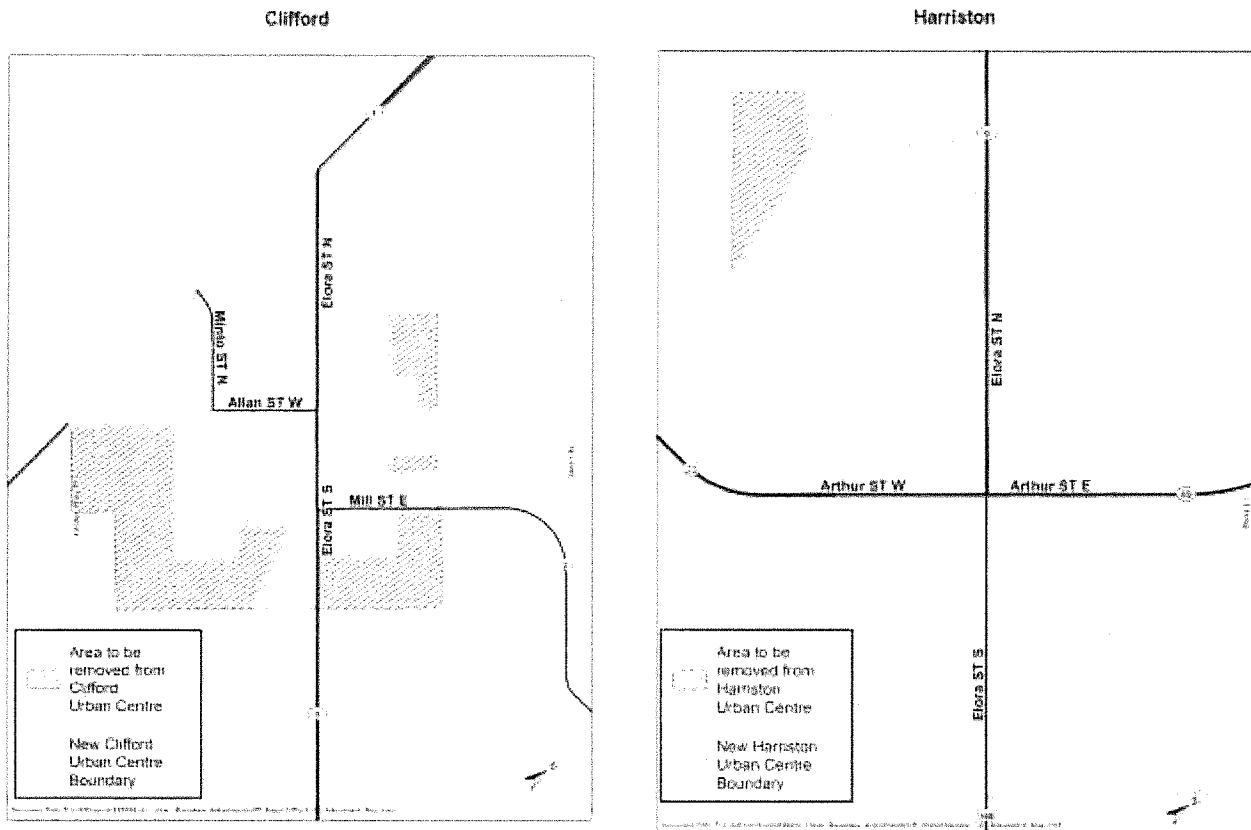 Clifford
Harriston
Elora ST N
Minto ST N
Allan ST W
Elora ST S
Mill ST E
Area to be
removed from
Clifford
Urban Centre
New Clifford
Urban Centre
Boundary
Elora ST N
Arthur ST W
Arthur ST E
Elora ST S
Area to be
removed from
Harriston
Urban Centre
New Harriston
Urban Centre
Boundary